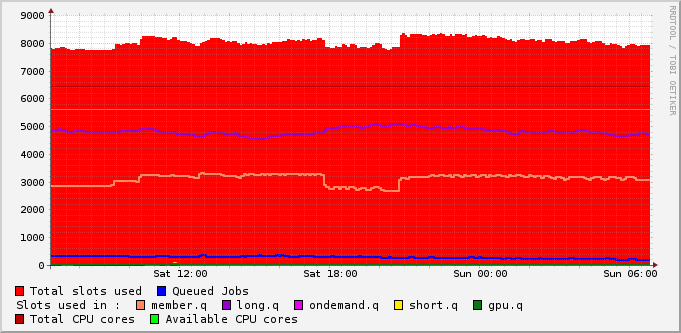 9000
8000
7000
6000
5000
4000
3000
2000
1000
0
Sat 12:00 Sat 18:00 Sun 00:00 Sun 06:00
RRDTOOL / TOBI OETIKER
Total slots used Queued Jobs
Slots used in : member.q long.q ondemand.q short.q gpu.q
Total CPU cores Available CPU cores